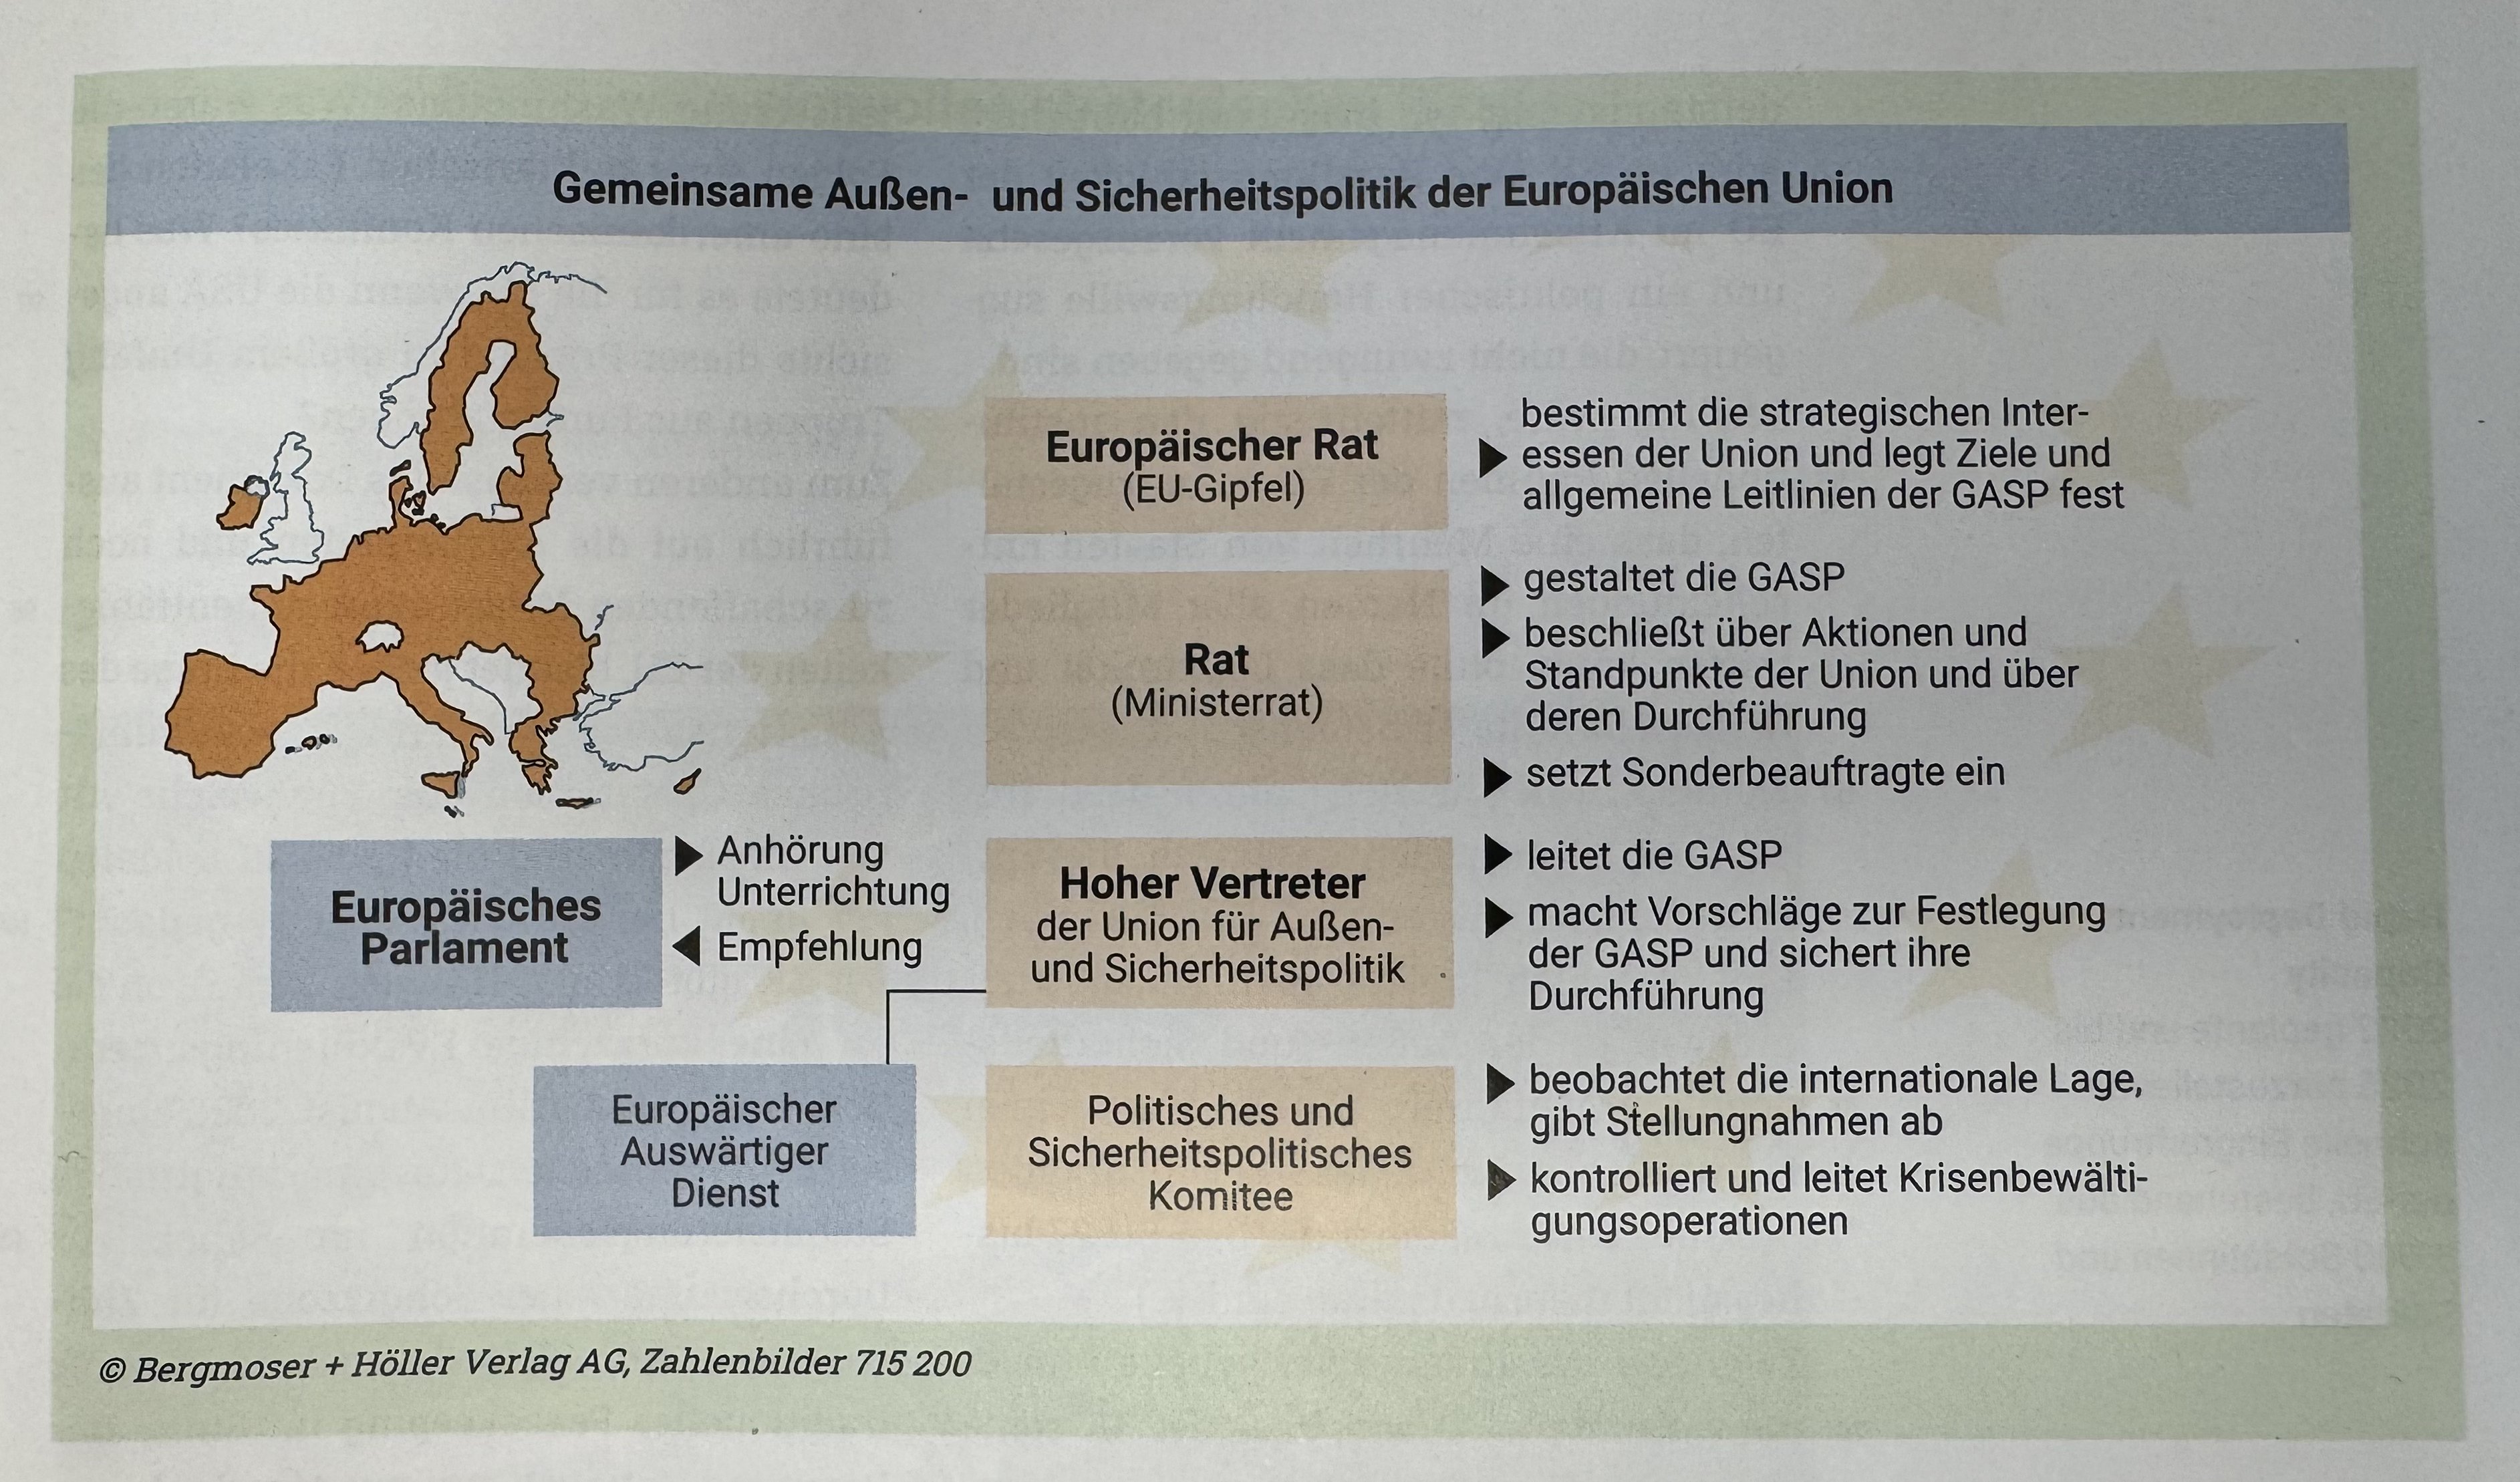 Gemeinsame Außen- und Sicherheitspolitik der Europäischen Union
Europäischer Rat
(EU-Gipfel)
bestimmt die strategischen Inter-
essen der Union und legt Ziele und
allgemeine Leitlinien der GASP fest
Rat
(Ministerrat)
gestaltet die GASP
beschließt über Aktionen und
Standpunkte der Union und über
deren Durchführung
setzt Sonderbeauftragte ein
Europäisches
Parlament
Anhörung
Unterrichtung
Empfehlung
Hoher Vertreter
der Union für Außen-
und Sicherheitspolitik
leitet die GASP
macht Vorschläge zur Festlegung
der GASP und sichert ihre
Durchführung
Europäischer
Auswärtiger
Dienst
Politisches und
Sicherheitspolitisches
Komitee
beobachtet die internationale Lage,
gibt Stellungnahmen ab
kontrolliert und leitet Krisenbewälti-
gungsoperationen
© Bergmoser + Höller Verlag AG, Zahlenbilder 715 200